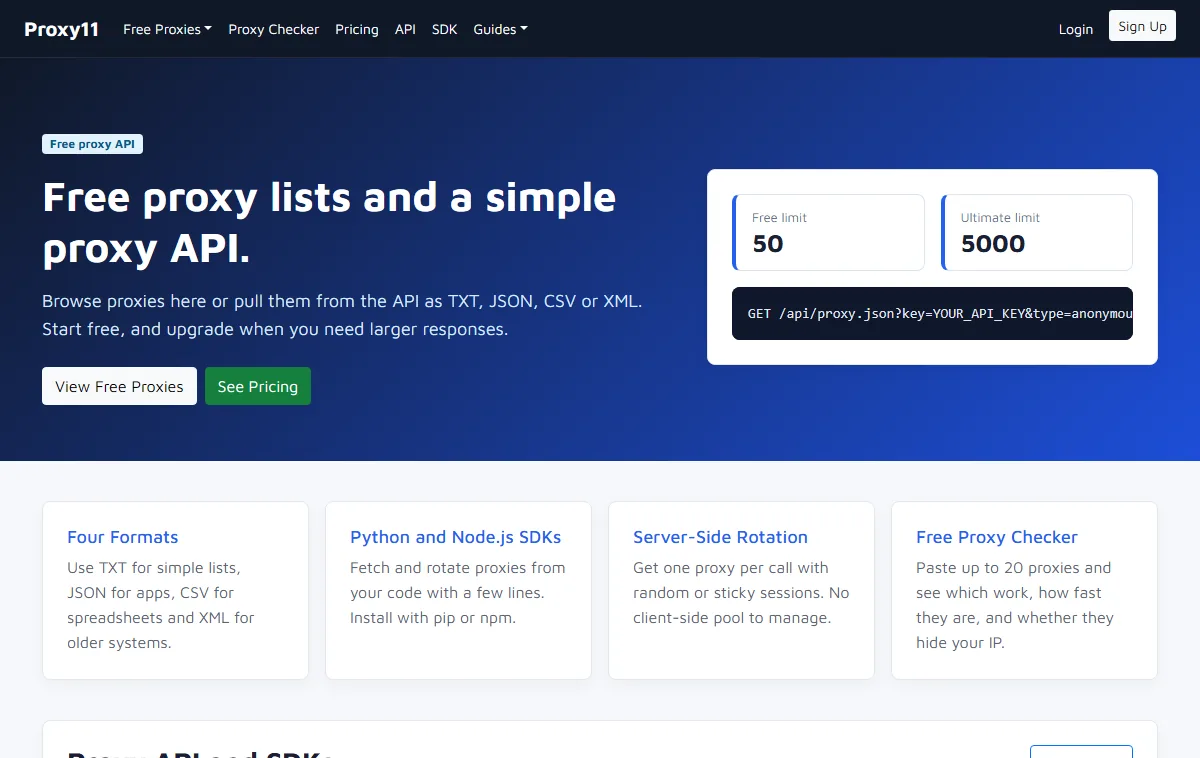 Proxy11 Free Proxies Proxy Checker Pricing API SDK Guides Login Sign Up
Free proxy API
Free proxy lists and a simple
proxy API.
Browse proxies here or pull them from the API as TXT, JSON, CSV or XML.
Start free, and upgrade when you need larger responses.
View Free Proxies See Pricing
Free limit
50
Ultimate limit
5000
GET /api/proxy.json?key=YOUR_API_KEY&type=anonymou
Four Formats
Use TXT for simple lists,
JSON for apps, CSV for
spreadsheets and XML for
older systems.
Python and Node.js SDKs
Fetch and rotate proxies from
your code with a few lines.
Install with pip or npm.
Server-Side Rotation
Get one proxy per call with
random or sticky sessions. No
client-side pool to manage.
Free Proxy Checker
Paste up to 20 proxies and
see which work, how fast
they are, and whether they
hide your IP.
Proxy API and SDKs